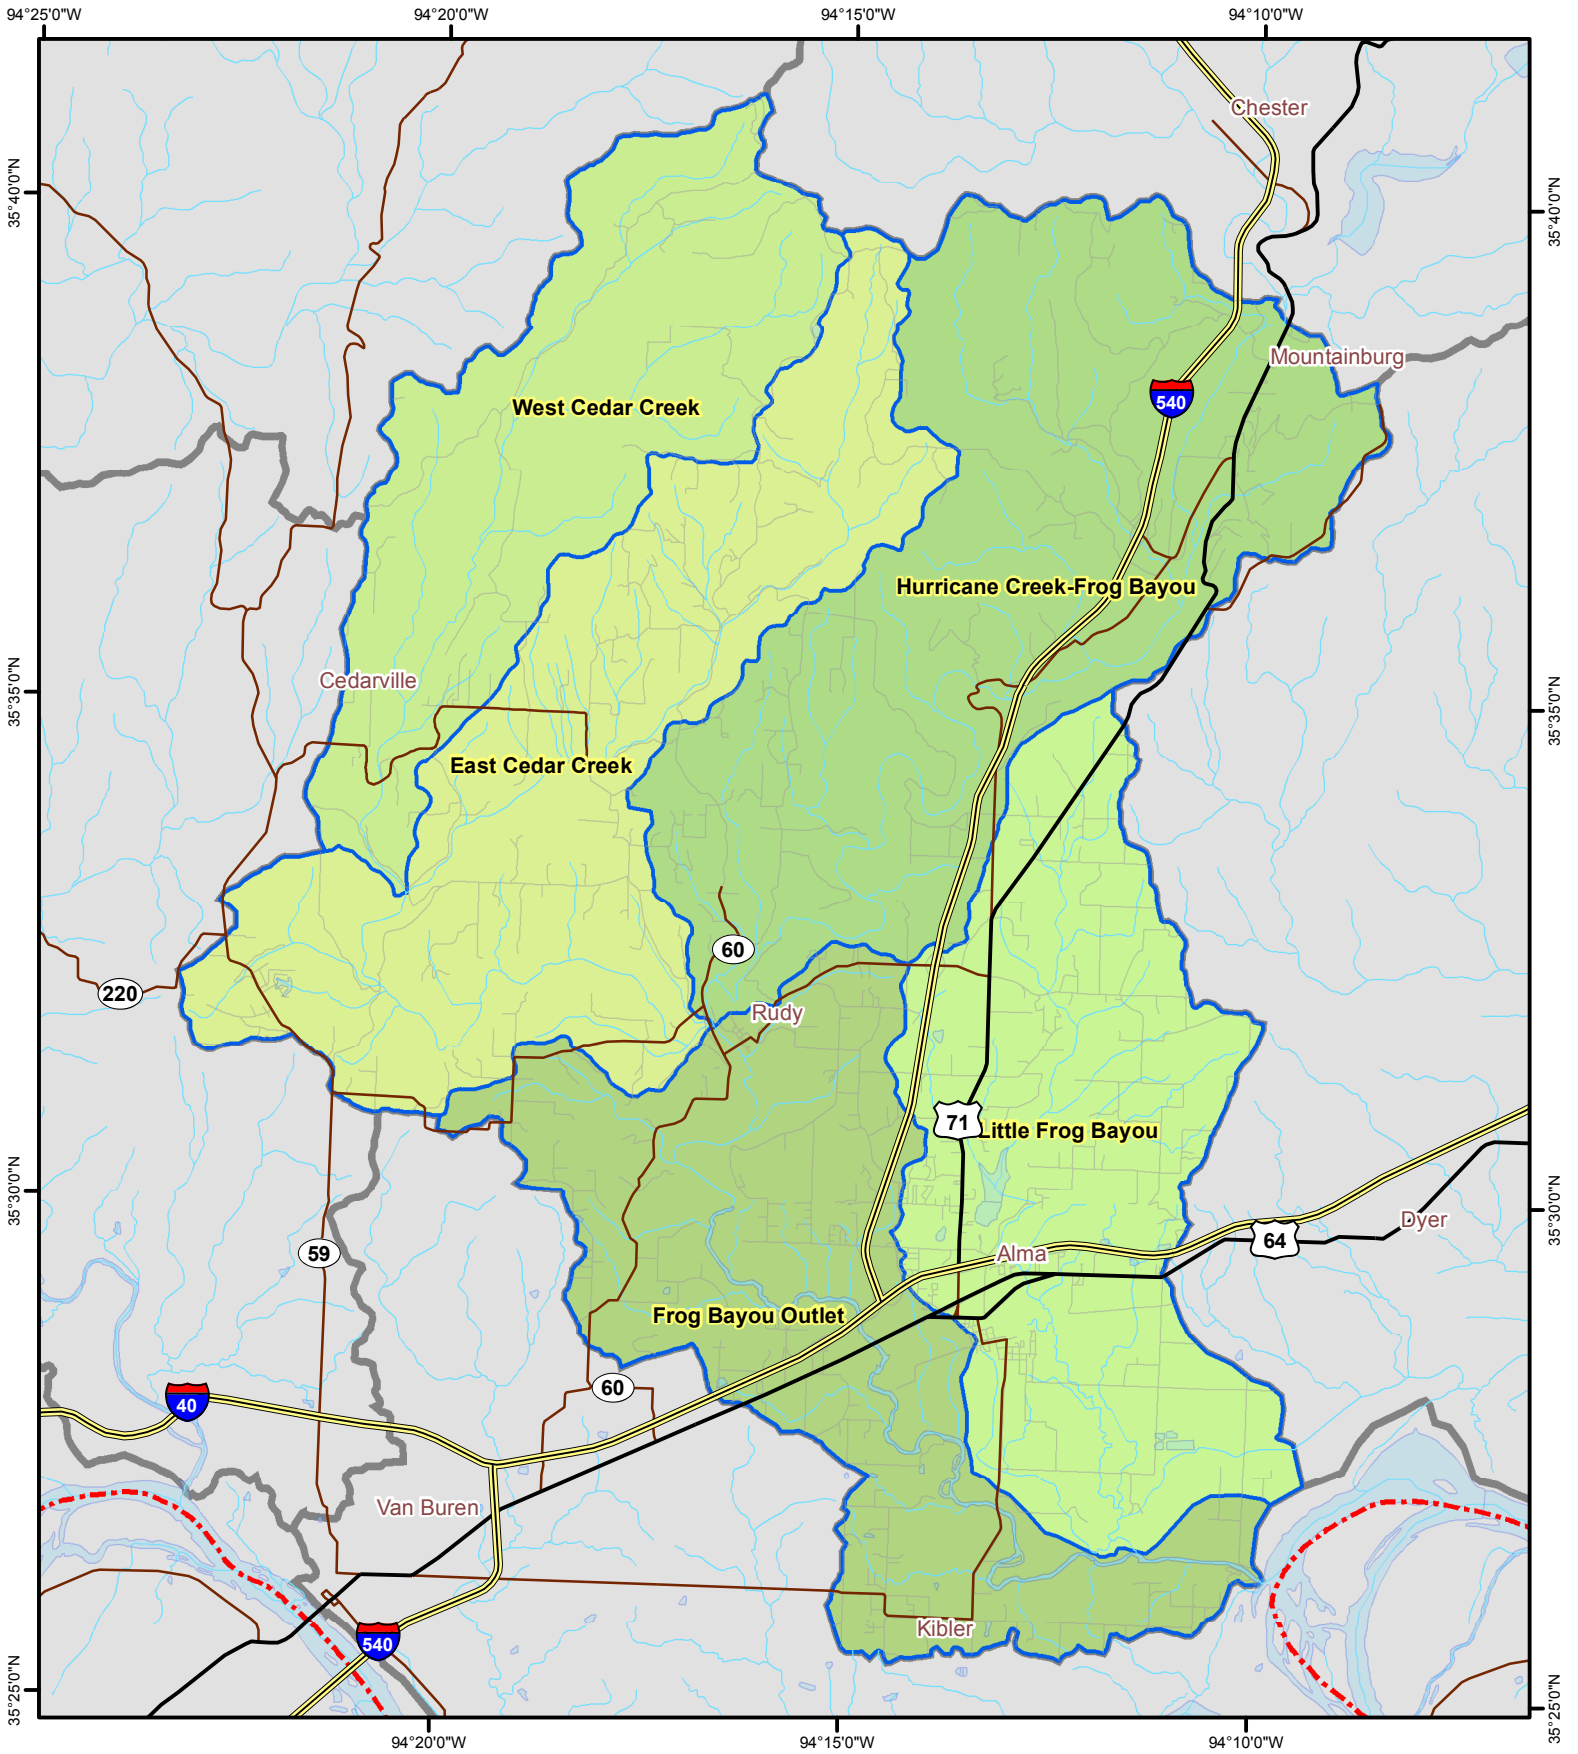 94°25'0"W
94°20'0"W
94°15'0"W
94°10'0"W
Chester
35°40'0"N
35°40'0"N
Mountainburg
540
West Cedar Creek
Hurricane Creek-Frog Bayou
Cedarville
35°35'0"N
35°35'0"N
East Cedar Creek
60
220
Rudy
71
Little Frog Bayou
35°30'0"N
35°30'0"N
Dyer
64
59
Alma
Frog Bayou Outlet
60
40
Van Buren
Kibler
540
35°25'0"N
35°25'0"N
94°20'0"W
94°15'0"W
94°10'0"W